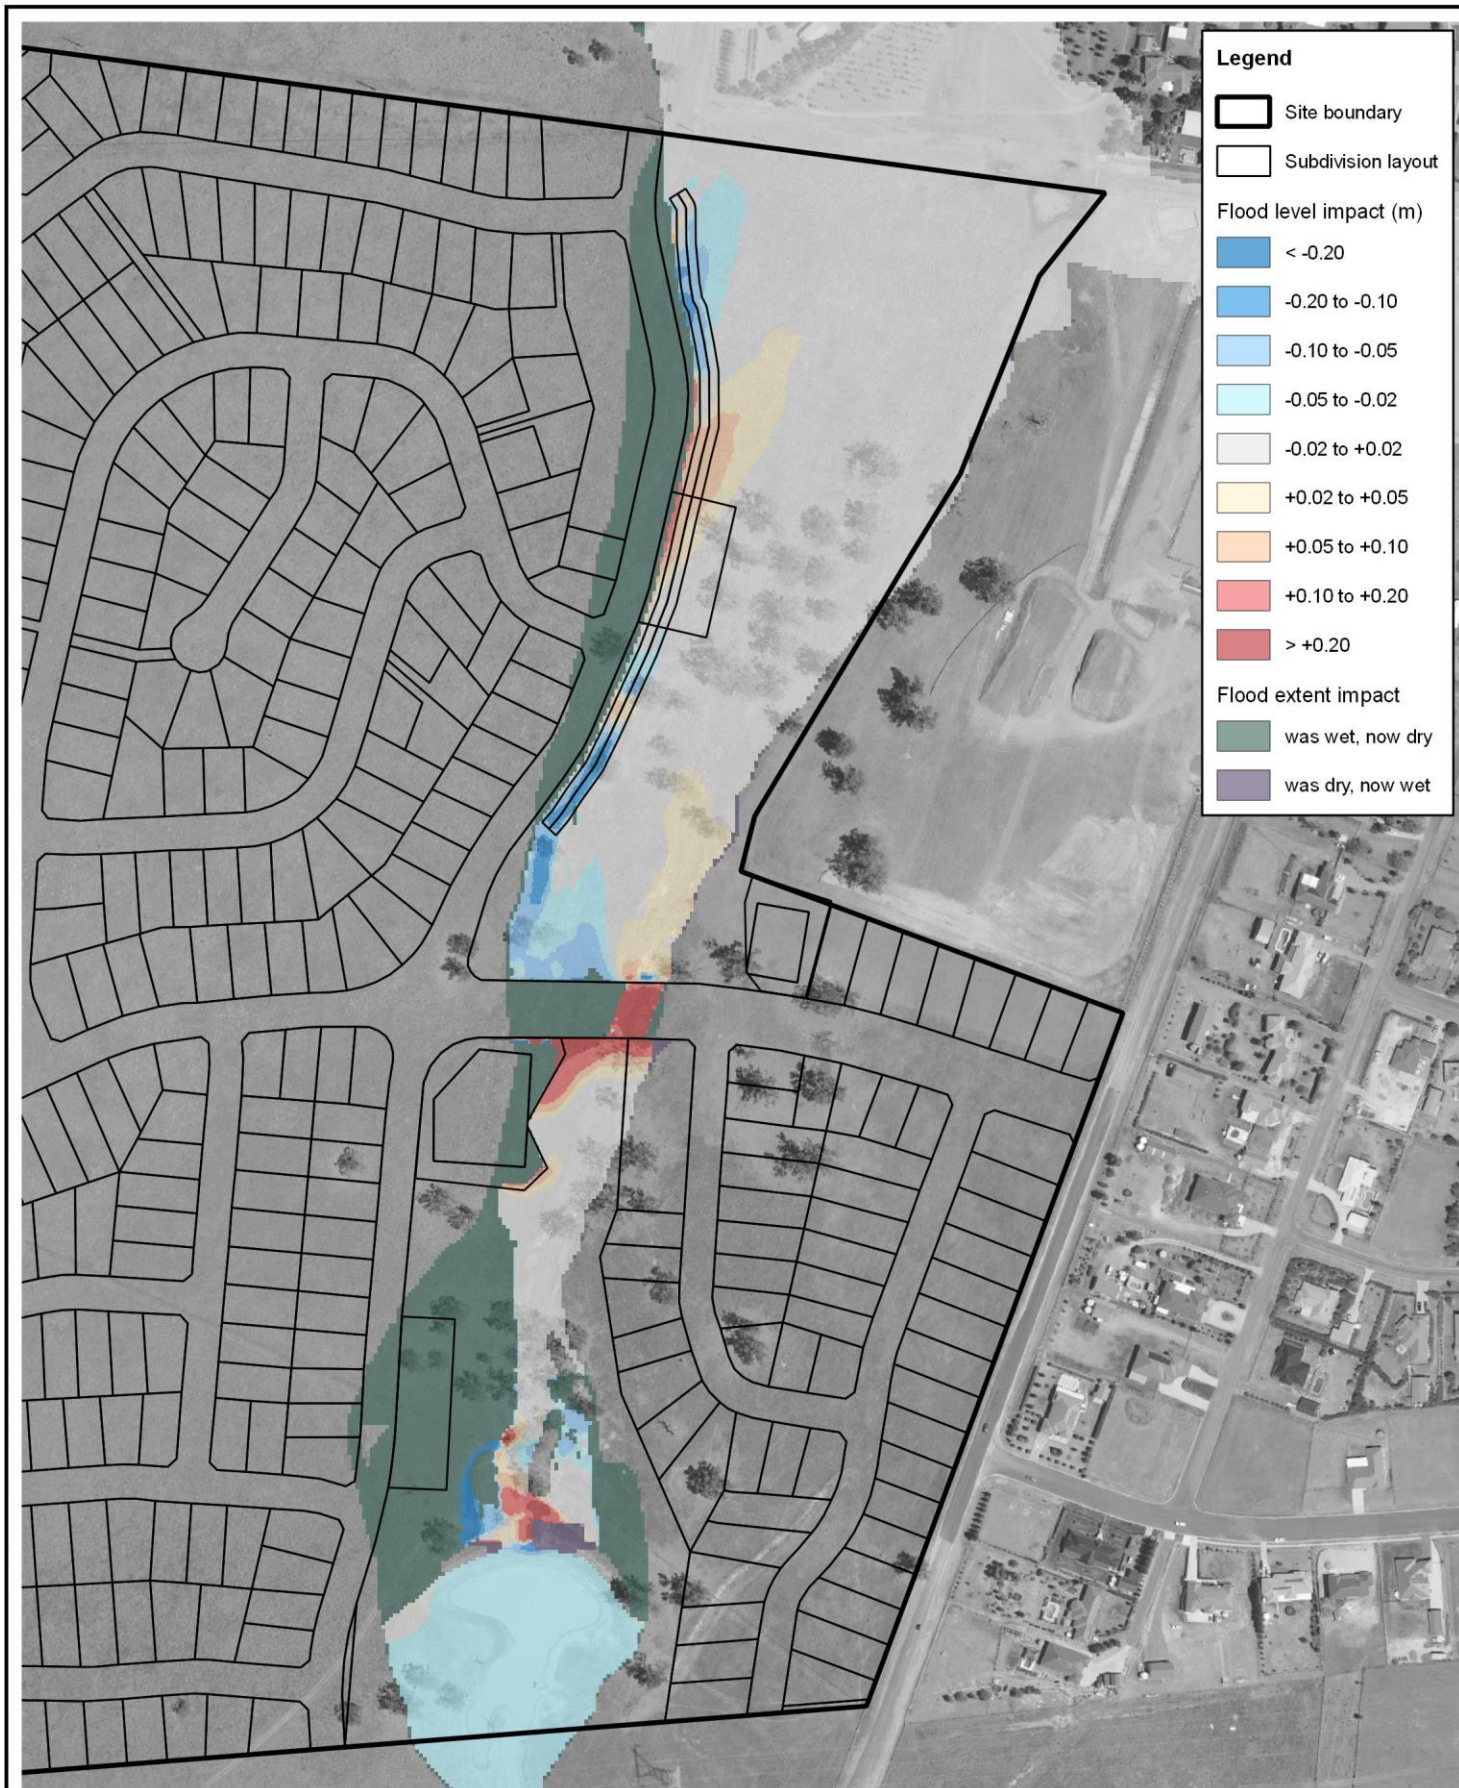 Legend
Site boundary
Subdivision layout
Flood level impact (m)
< -0.20
-0.20 to -0.10
-0.10 to -0.05
-0.05 to -0.02
-0.02 to +0.02
+0.02 to +0.05
+0.05 to +0.10
+0.10 to +0.20
> +0.20
Flood extent impact
was wet, now dry
was dry, now wet